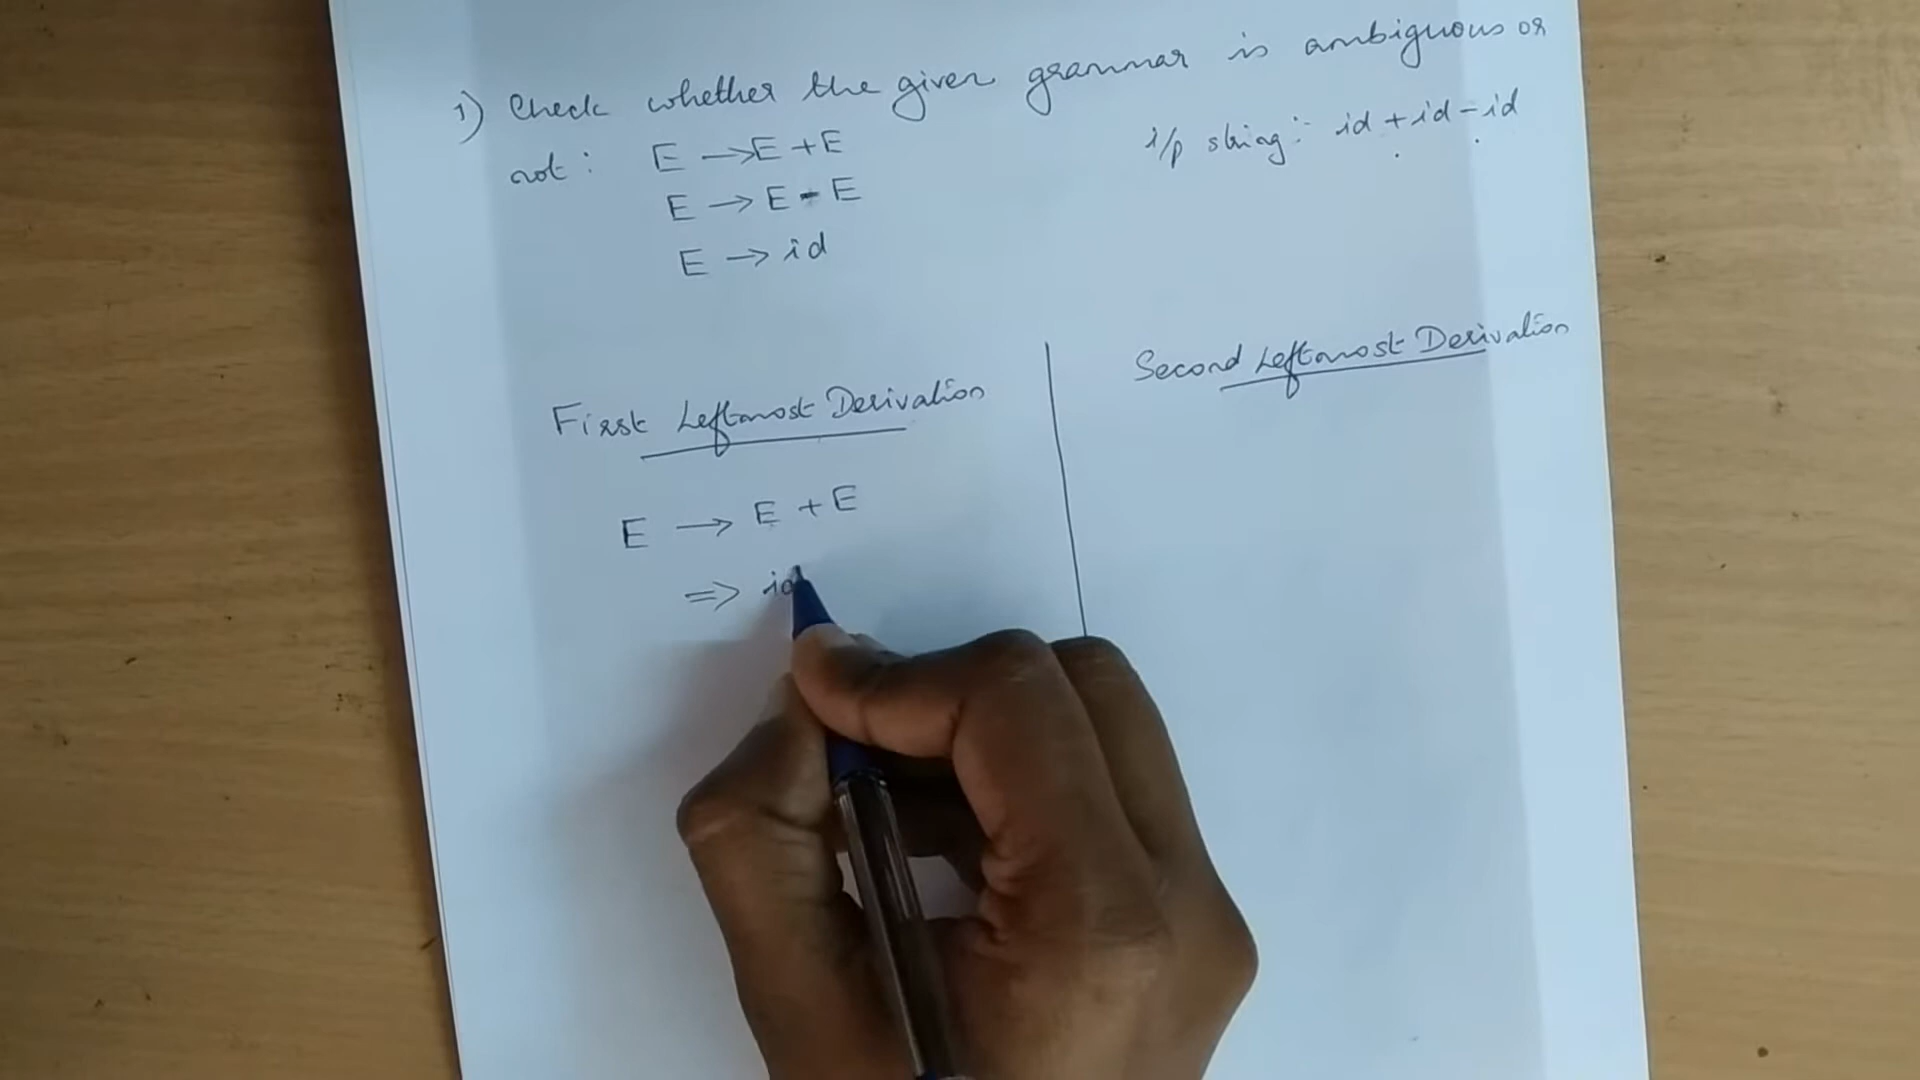 1) Check whether the given grammar is ambiguous or
not : E → E + E i/p string :- id + id - id
E → E - E
E → id
First Leftmost Derivation
Second Leftmost Derivation
E → E + E
=> id